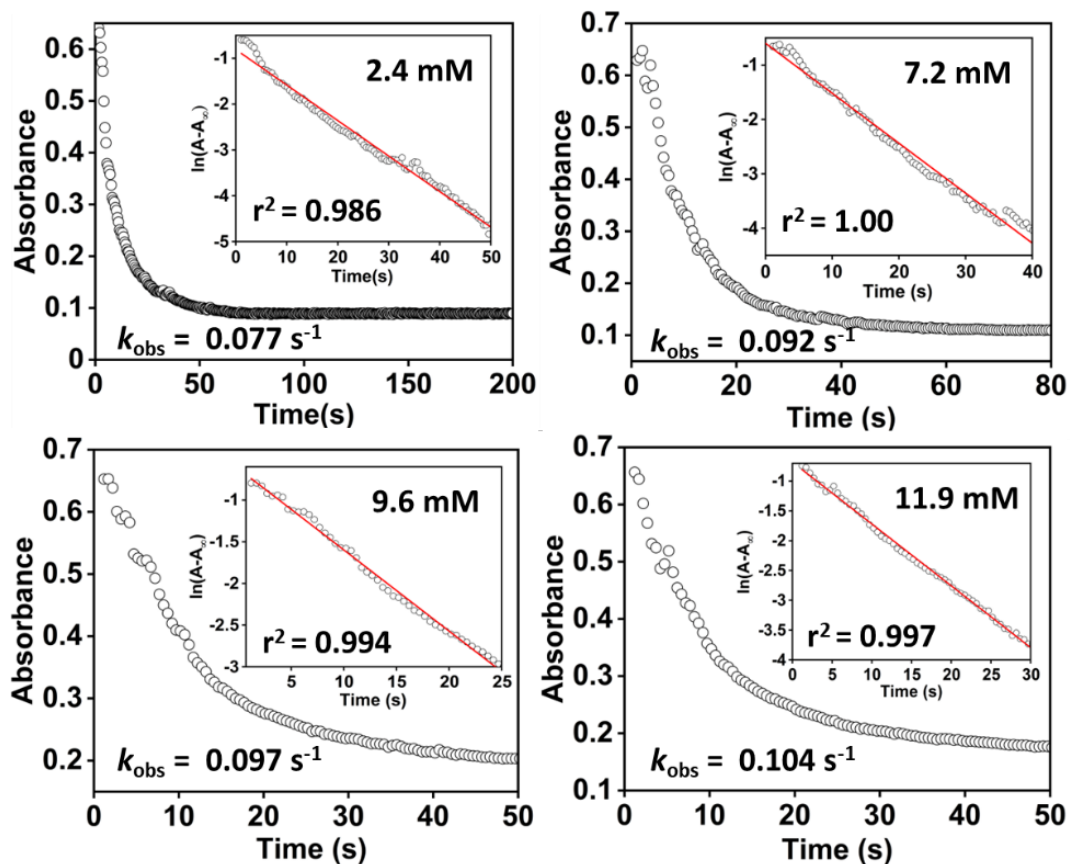 0.6
0.5
0.4
0.3
0.2
0.1
0
Absorbance
0 50 100 150 200
Time(s)
-1
-2
-3
-4
-5
ln(A-A∞)
0 10 20 30 40 50
Time(s)
2.4 mM
r² = 0.986
kobs = 0.077 s⁻¹
0.7
0.6
0.5
0.4
0.3
0.2
0.1
Absorbance
0 20 40 60 80
Time (s)
-1
-2
-3
-4
ln(A-A∞)
0 10 20 30 40
Time (s)
7.2 mM
r² = 1.00
kobs = 0.092 s⁻¹
0.7
0.6
0.5
0.4
0.3
0.2
Absorbance
0 10 20 30 40 50
Time (s)
-1
-2
-2
-3
ln(A-A∞)
5 10 15 20 25
Time (s)
9.6 mM
r² = 0.994
kobs = 0.097 s⁻¹
0.7
0.6
0.5
0.4
0.3
0.2
0.1
Absorbance
0 10 20 30 40 50
Time (s)
-1
-1.5
-2
-2.5
-3
-3.5
-4
ln(A-A∞)
0 5 10 15 20 25 30
Time (s)
11.9 mM
r² = 0.997
kobs = 0.104 s⁻¹